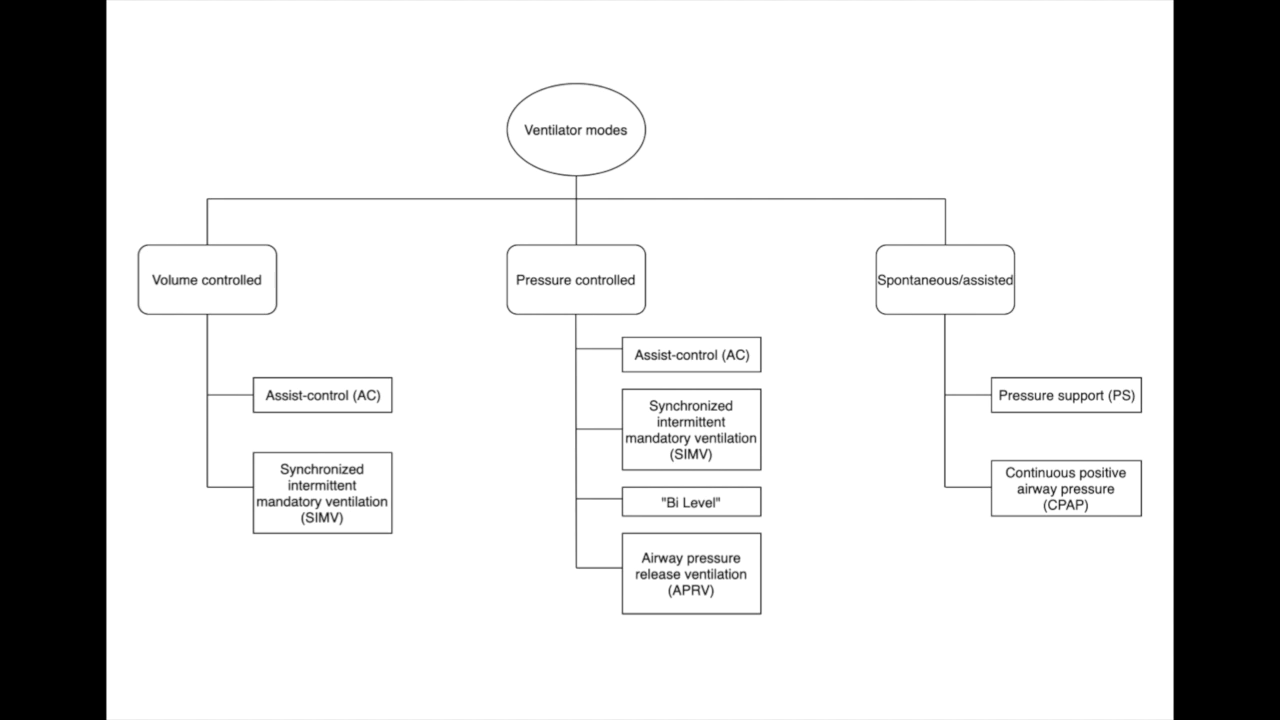 Ventilator modes
Volume controlled
Pressure controlled
Spontaneous/assisted
Assist-control (AC)
Synchronized
intermittent
mandatory ventilation
(SIMV)
Assist-control (AC)
Synchronized
intermittent
mandatory ventilation
(SIMV)
"Bi Level"
Airway pressure
release ventilation
(APRV)
Pressure support (PS)
Continuous positive
airway pressure
(CPAP)